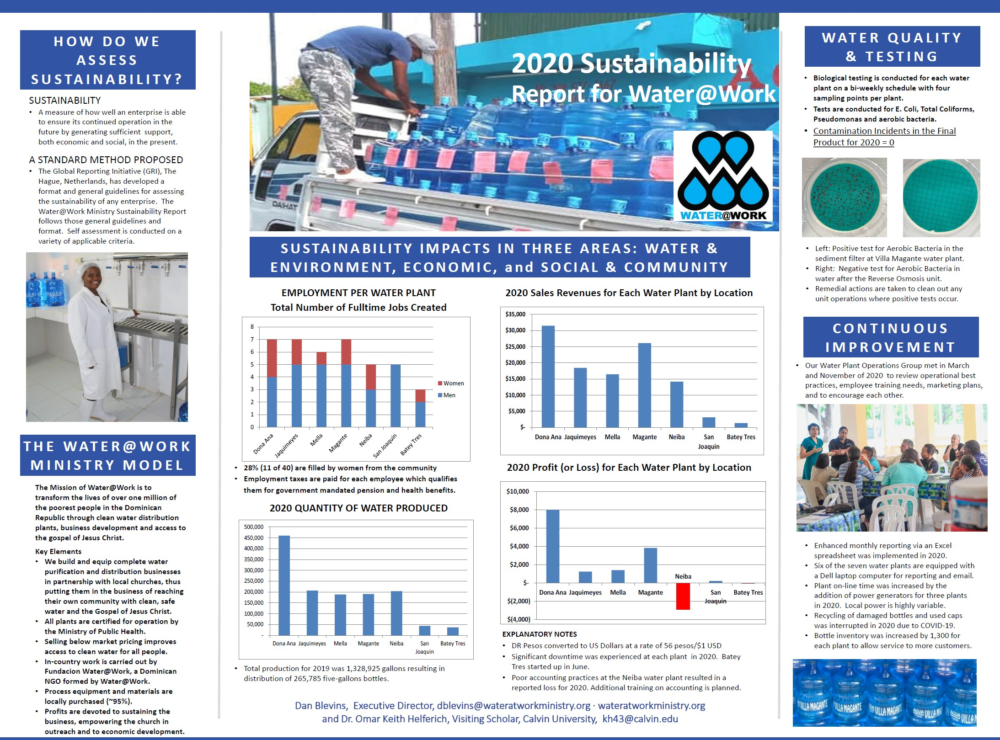 HOW DO WE
ASSESS
SUSTAINABILITY?
SUSTAINABILITY
• A measure of how well an enterprise is able
to ensure its continued operation in the
future by generating sufficient support,
both economic and social, in the present.
A STANDARD METHOD PROPOSED
• The Global Reporting Initiative (GRI), The
Hague, Netherlands, has developed a
format and general guidelines for assessing
the sustainability of any enterprise. The
Water@Work Ministry Sustainability Report
follows those general guidelines and
format. Self assessment is conducted on a
variety of applicable criteria.
THE WATER@WORK
MINISTRY MODEL
The Mission of Water@Work is to
transform the lives of over one million of
the poorest people in the Dominican
Republic through clean water distribution
plants, business development and access to
the gospel of Jesus Christ.
Key Elements
• We build and equip complete water
purification and distribution businesses
in partnership with local churches, thus
putting them in the business of reaching
their own community with clean, safe
water and the Gospel of Jesus Christ.
• All plants are certified for operation by
the Ministry of Public Health.
• Selling below market pricing improves
access to clean water for all people.
• In-country work is carried out by
Fundacion Water@Work, a Dominican
NGO formed by Water@Work.
• Process equipment and materials are
locally purchased (~95%).
• Profits are devoted to sustaining the
business, empowering the church in
outreach and to economic development.
2020 Sustainability
Report for Water@Work
DAIHAT
WATER@WORK
SUSTAINABILITY IMPACTS IN THREE AREAS: WATER &
ENVIRONMENT, ECONOMIC, and SOCIAL & COMMUNITY
EMPLOYMENT PER WATER PLANT
Total Number of Fulltime Jobs Created
8
7
6
5
4
3
2
1
0
Dona Ana
Jaquimeyes
Mella
Magante
Neiba
San Joaquin
Batey Tres
Women
Men
• 28% (11 of 40) are filled by women from the community
• Employment taxes are paid for each employee which qualifies
them for government mandated pension and health benefits.
2020 QUANTITY OF WATER PRODUCED
500,000
450,000
400,000
350,000
300,000
250,000
200,000
150,000
100,000
50,000
-
Dona Ana Jaquimeyes Mella Magante Neiba San Batey Tres
Joaquin
• Total production for 2019 was 1,328,925 gallons resulting in
distribution of 265,785 five-gallons bottles.
2020 Sales Revenues for Each Water Plant by Location
$35,000
$30,000
$25,000
$20,000
$15,000
$10,000
$5,000
$-
Dona Ana Jaquimeyes Mella Magante Neiba San Batey Tres
Joaquin
2020 Profit (or Loss) for Each Water Plant by Location
$10,000
$8,000
$6,000
$4,000
$2,000
Neiba
$-
Dona Ana Jaquimeyes Mella Magante San Batey Tres
$(2,000) Joaquin
$(4,000)
EXPLANATORY NOTES
• DR Pesos converted to US Dollars at a rate of 56 pesos/$1 USD
• Significant downtime was experienced at each plant in 2020. Batey
Tres started up in June.
• Poor accounting practices at the Neiba water plant resulted in a
reported loss for 2020. Additional training on accounting is planned.
Dan Blevins, Executive Director, dblevins@wateratworkministry.org · wateratworkministry.org
and Dr. Omar Keith Helferich, Visiting Scholar, Calvin University, kh43@calvin.edu
WATER QUALITY
& TESTING
• Biological testing is conducted for each water
plant on a bi-weekly schedule with four
sampling points per plant.
• Tests are conducted for E. Coli, Total Coliforms,
Pseudomonas and aerobic bacteria.
• Contamination Incidents in the Final
Product for 2020 = 0
• Left: Positive test for Aerobic Bacteria in the
sediment filter at Villa Magante water plant.
• Right: Negative test for Aerobic Bacteria in
water after the Reverse Osmosis unit.
• Remedial actions are taken to clean out any
unit operations where positive tests occur.
CONTINUOUS
IMPROVEMENT
• Our Water Plant Operations Group met in March
and November of 2020 to review operational best
practices, employee training needs, marketing plans,
and to encourage each other.
• Enhanced monthly reporting via an Excel
spreadsheet was implemented in 2020.
• Six of the seven water plants are equipped with
a Dell laptop computer for reporting and email.
• Plant on-line time was increased by the
addition of power generators for three plants
in 2020. Local power is highly variable.
• Recycling of damaged bottles and used caps
was interrupted in 2020 due to COVID-19.
• Bottle inventory was increased by 1,300 for
each plant to allow service to more customers.
VILLA MAGANTE
VILLA MAGANTE
VILLA MAGANTE
AGUA VILLA
AGUA VILLA